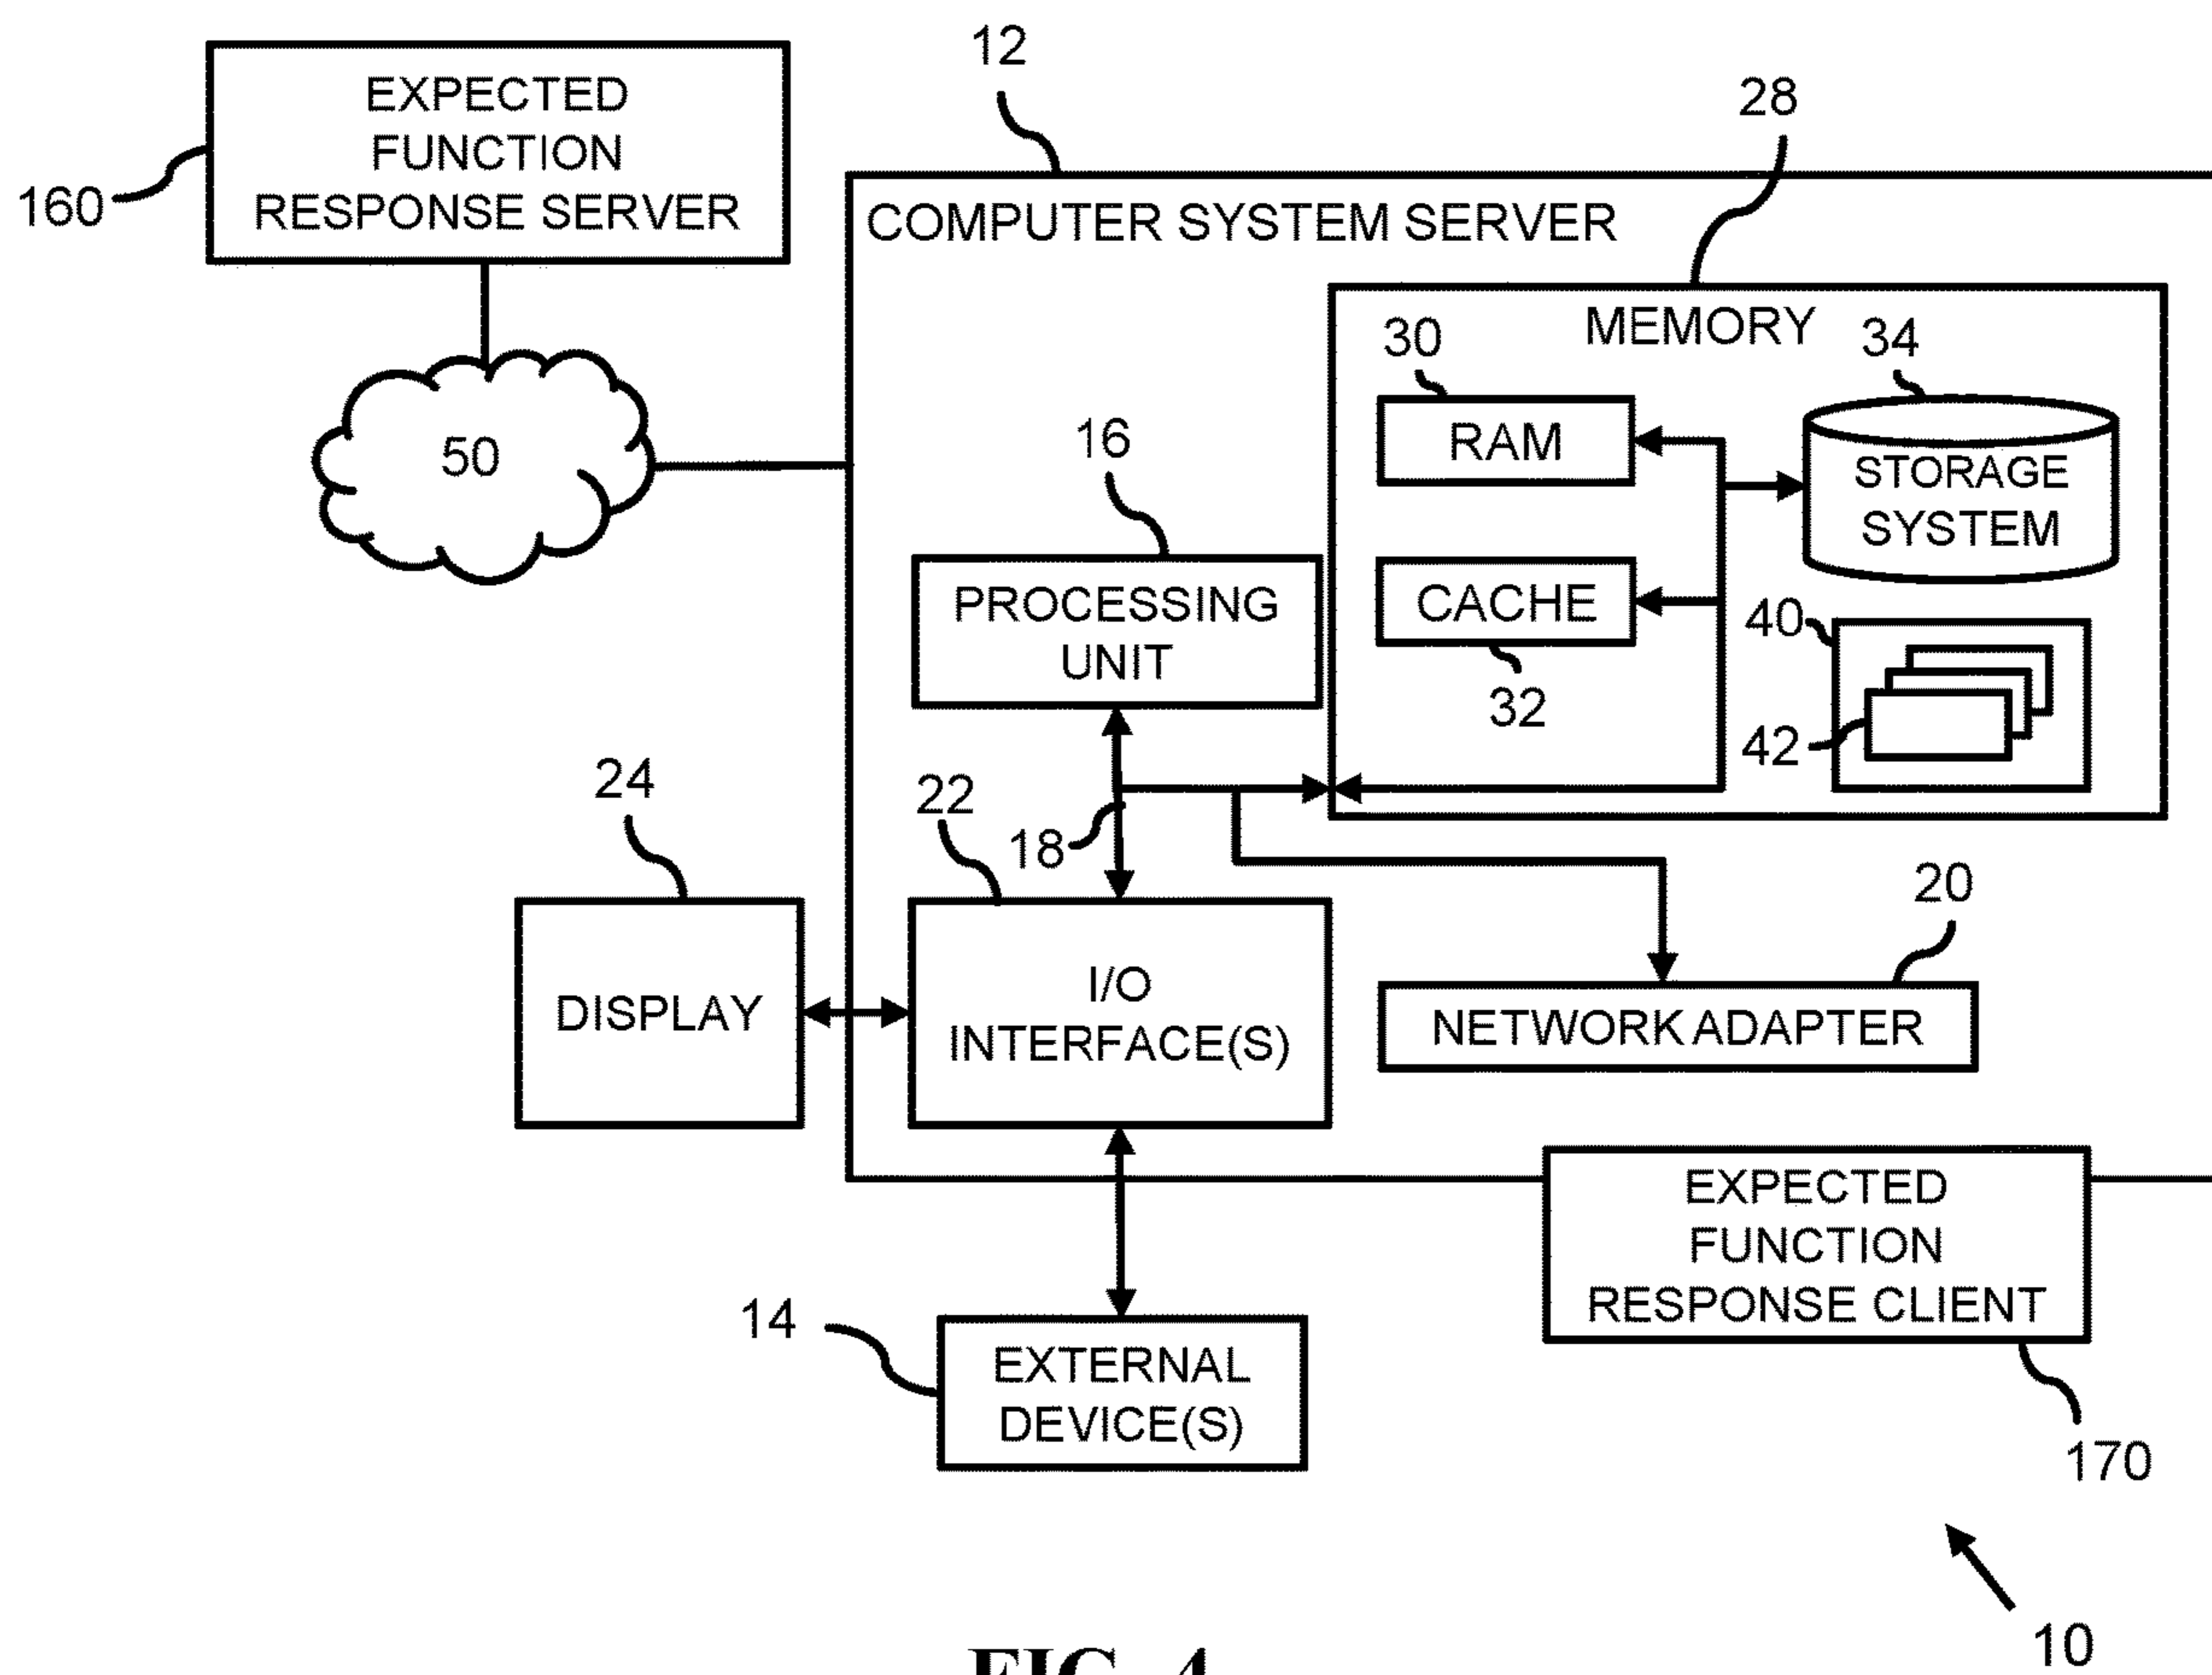 12
28
EXPECTED
FUNCTION
RESPONSE SERVER
160
COMPUTER SYSTEM SERVER
MEMORY
30
34
RAM
STORAGE
SYSTEM
50
16
PROCESSING
UNIT
CACHE
32
40
42
24
22
18
20
DISPLAY
I/O
INTERFACE(S)
NETWORK ADAPTER
EXPECTED
FUNCTION
RESPONSE CLIENT
14
EXTERNAL
DEVICE(S)
170
10
FIG. 4